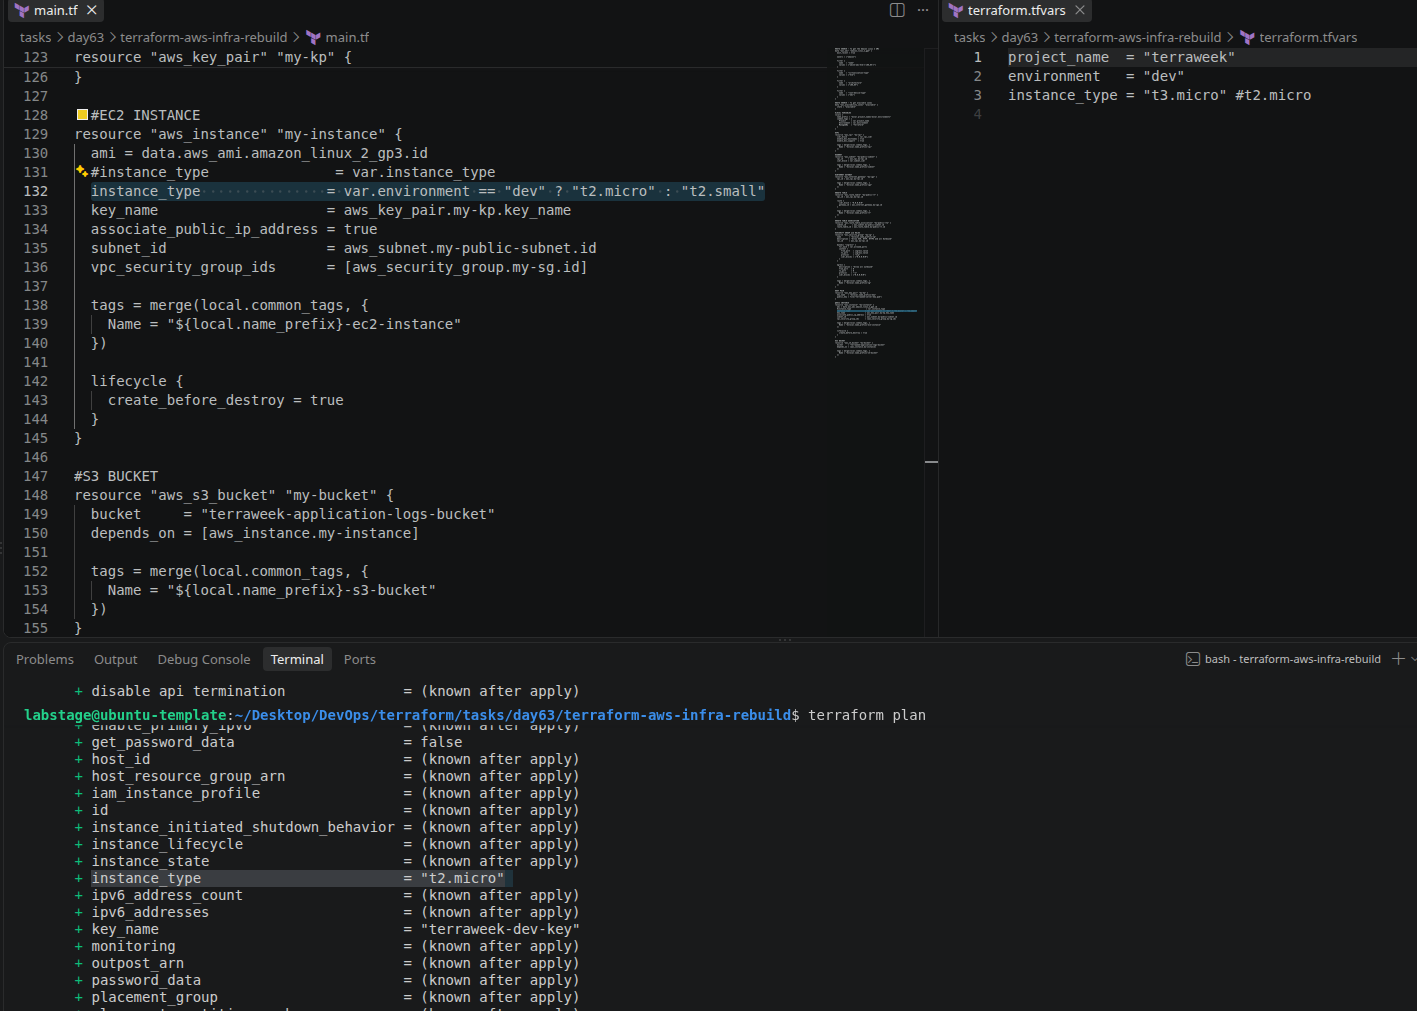 main.tf
tasks > day63 > terraform-aws-infra-rebuild > main.tf
123 resource "aws_key_pair" "my-kp" {
126 }
127
128 #EC2 INSTANCE
129 resource "aws_instance" "my-instance" {
130 ami = data.aws_ami.amazon_linux_2_gp3.id
131 #instance_type = var.instance_type
132 instance_type = var.environment == "dev" ? "t2.micro" : "t2.small"
133 key_name = aws_key_pair.my-kp.key_name
134 associate_public_ip_address = true
135 subnet_id = aws_subnet.my-public-subnet.id
136 vpc_security_group_ids = [aws_security_group.my-sg.id]
137
138 tags = merge(local.common_tags, {
139 Name = "${local.name_prefix}-ec2-instance"
140 })
141
142 lifecycle {
143 create_before_destroy = true
144 }
145 }
146
147 #S3 BUCKET
148 resource "aws_s3_bucket" "my-bucket" {
149 bucket = "terraweek-application-logs-bucket"
150 depends_on = [aws_instance.my-instance]
151
152 tags = merge(local.common_tags, {
153 Name = "${local.name_prefix}-s3-bucket"
154 })
155 }
terraform.tfvars
tasks > day63 > terraform-aws-infra-rebuild > terraform.tfvars
1 project_name = "terraweek"
2 environment = "dev"
3 instance_type = "t3.micro" #t2.micro
4
Problems Output Debug Console Terminal Ports
bash - terraform-aws-infra-rebuild
+ disable api termination = (known after apply)
labstage@ubuntu-template:~/Desktop/DevOps/terraform/tasks/day63/terraform-aws-infra-rebuild$ terraform plan
+ enable_primary_ipv6 = (known after apply)
+ get_password_data = false
+ host_id = (known after apply)
+ host_resource_group_arn = (known after apply)
+ iam_instance_profile = (known after apply)
+ id = (known after apply)
+ instance_initiated_shutdown_behavior = (known after apply)
+ instance_lifecycle = (known after apply)
+ instance_state = (known after apply)
+ instance_type = "t2.micro"
+ ipv6_address_count = (known after apply)
+ ipv6_addresses = (known after apply)
+ key_name = "terraweek-dev-key"
+ monitoring = (known after apply)
+ outpost_arn = (known after apply)
+ password_data = (known after apply)
+ placement_group = (known after apply)